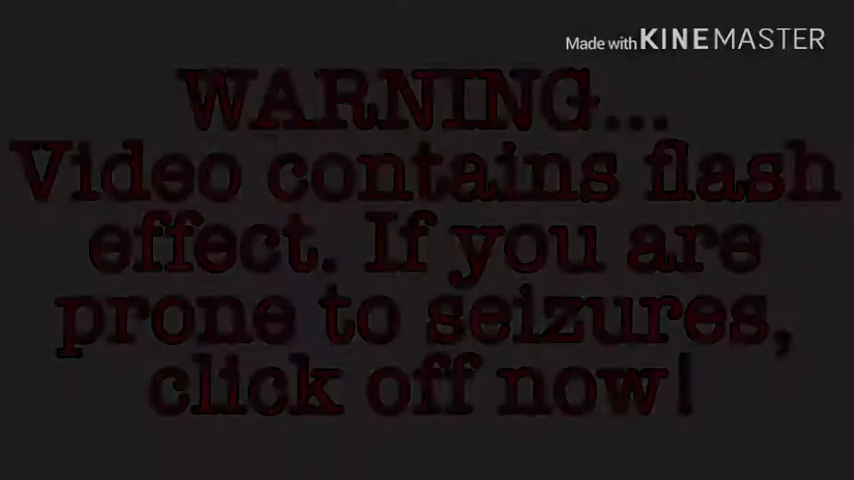 Made with KINEMASTER
WARNING...
Video contains flash
effect. If you are
prone to seizures,
click off now!